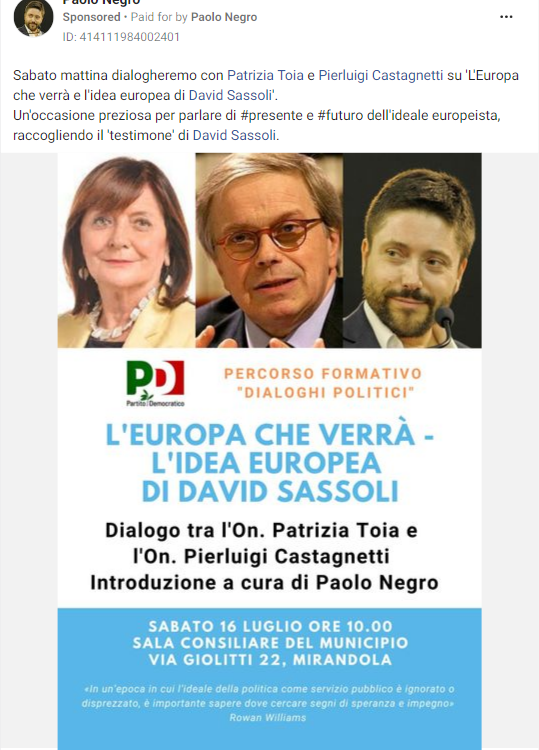 Paolo Negro
Sponsored • Paid for by Paolo Negro
ID: 414111984002401
Sabato mattina dialogheremo con Patrizia Toia e Pierluigi Castagnetti su 'L'Europa
che verrà e l'idea europea di David Sassoli'.
Un'occasione preziosa per parlare di #presente e #futuro dell'ideale europeista,
raccogliendo il 'testimone' di David Sassoli.
PD
Partito Democratico
PERCORSO FORMATIVO
"DIALOGHI POLITICI"
L'EUROPA CHE VERRÀ -
L'IDEA EUROPEA
DI DAVID SASSOLI
Dialogo tra l'On. Patrizia Toia e
l'On. Pierluigi Castagnetti
Introduzione a cura di Paolo Negro
SABATO 16 LUGLIO ORE 10.00
SALA CONSILIARE DEL MUNICIPIO
VIA GIOLITTI 22, MIRANDOLA
«In un'epoca in cui l'ideale della politica come servizio pubblico è ignorato o
disprezzato, è importante sapere dove cercare segni di speranza e impegno»
Rowan Williams